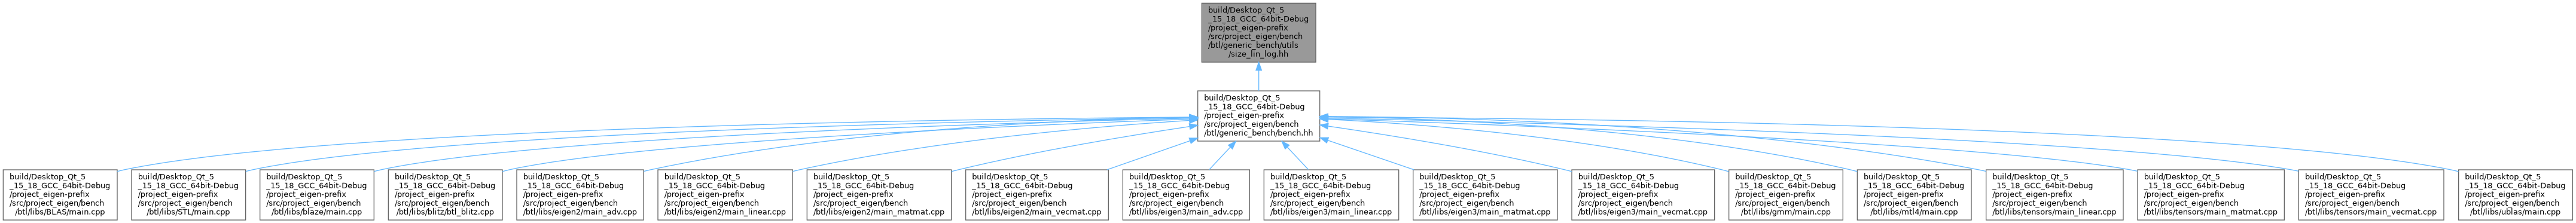 build/Desktop_Qt_5
_15_18_GCC_64bit-Debug
/project_eigen-prefix
/src/project_eigen/bench
/btl/generic_bench/utils
/size_lin_log.hh
build/Desktop_Qt_5
_15_18_GCC_64bit-Debug
/project_eigen-prefix
/src/project_eigen/bench
/btl/generic_bench/bench.hh
build/Desktop_Qt_5
_15_18_GCC_64bit-Debug
/project_eigen-prefix
/src/project_eigen/bench
/btl/libs/BLAS/main.cpp
build/Desktop_Qt_5
_15_18_GCC_64bit-Debug
/project_eigen-prefix
/src/project_eigen/bench
/btl/libs/STL/main.cpp
build/Desktop_Qt_5
_15_18_GCC_64bit-Debug
/project_eigen-prefix
/src/project_eigen/bench
/btl/libs/blaze/main.cpp
build/Desktop_Qt_5
_15_18_GCC_64bit-Debug
/project_eigen-prefix
/src/project_eigen/bench
/btl/libs/blitz/btl_blitz.cpp
build/Desktop_Qt_5
_15_18_GCC_64bit-Debug
/project_eigen-prefix
/src/project_eigen/bench
/btl/libs/eigen2/main_adv.cpp
build/Desktop_Qt_5
_15_18_GCC_64bit-Debug
/project_eigen-prefix
/src/project_eigen/bench
/btl/libs/eigen2/main_linear.cpp
build/Desktop_Qt_5
_15_18_GCC_64bit-Debug
/project_eigen-prefix
/src/project_eigen/bench
/btl/libs/eigen2/main_matmat.cpp
build/Desktop_Qt_5
_15_18_GCC_64bit-Debug
/project_eigen-prefix
/src/project_eigen/bench
/btl/libs/eigen2/main_vecmat.cpp
build/Desktop_Qt_5
_15_18_GCC_64bit-Debug
/project_eigen-prefix
/src/project_eigen/bench
/btl/libs/eigen3/main_adv.cpp
build/Desktop_Qt_5
_15_18_GCC_64bit-Debug
/project_eigen-prefix
/src/project_eigen/bench
/btl/libs/eigen3/main_linear.cpp
build/Desktop_Qt_5
_15_18_GCC_64bit-Debug
/project_eigen-prefix
/src/project_eigen/bench
/btl/libs/eigen3/main_matmat.cpp
build/Desktop_Qt_5
_15_18_GCC_64bit-Debug
/project_eigen-prefix
/src/project_eigen/bench
/btl/libs/eigen3/main_vecmat.cpp
build/Desktop_Qt_5
_15_18_GCC_64bit-Debug
/project_eigen-prefix
/src/project_eigen/bench
/btl/libs/gmm/main.cpp
build/Desktop_Qt_5
_15_18_GCC_64bit-Debug
/project_eigen-prefix
/src/project_eigen/bench
/btl/libs/mtl4/main.cpp
build/Desktop_Qt_5
_15_18_GCC_64bit-Debug
/project_eigen-prefix
/src/project_eigen/bench
/btl/libs/tensors/main_linear.cpp
build/Desktop_Qt_5
_15_18_GCC_64bit-Debug
/project_eigen-prefix
/src/project_eigen/bench
/btl/libs/tensors/main_matmat.cpp
build/Desktop_Qt_5
_15_18_GCC_64bit-Debug
/project_eigen-prefix
/src/project_eigen/bench
/btl/libs/tensors/main_vecmat.cpp
build/Desktop_Qt_5
_15_18_GCC_64bit-Debug
/project_eigen-prefix
/src/project_eigen/bench
/btl/libs/ublas/main.cpp